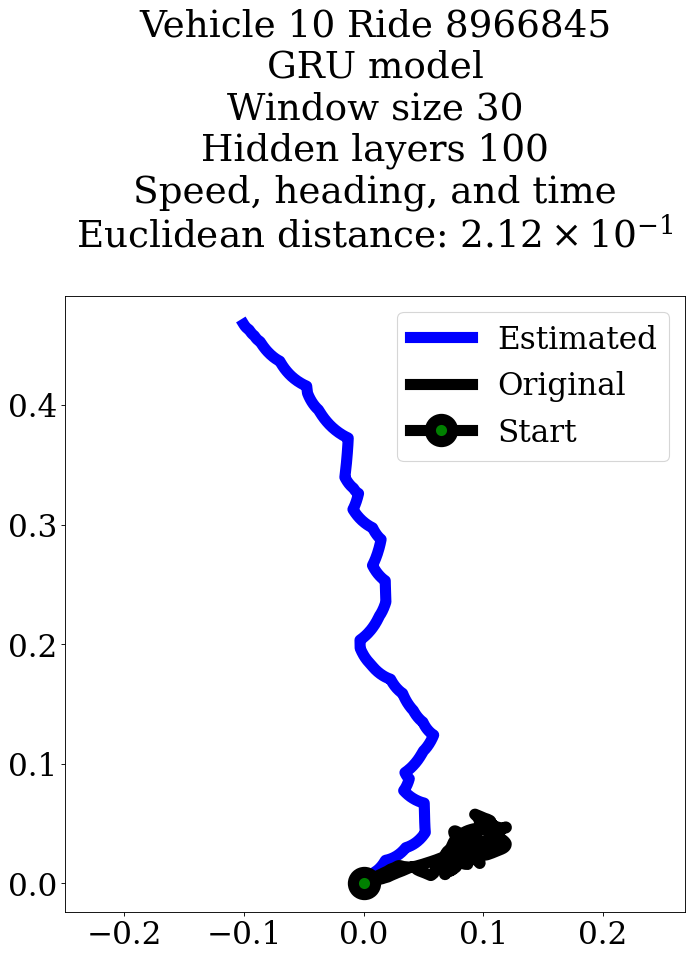 Vehicle 10 Ride 8966845
GRU model
Window size 30
Hidden layers 100
Speed, heading, and time
Euclidean distance: 2.12 × 10⁻¹
Estimated
Original
Start
0.4
0.3
0.2
0.1
0.0
−0.2 −0.1 0.0 0.1 0.2